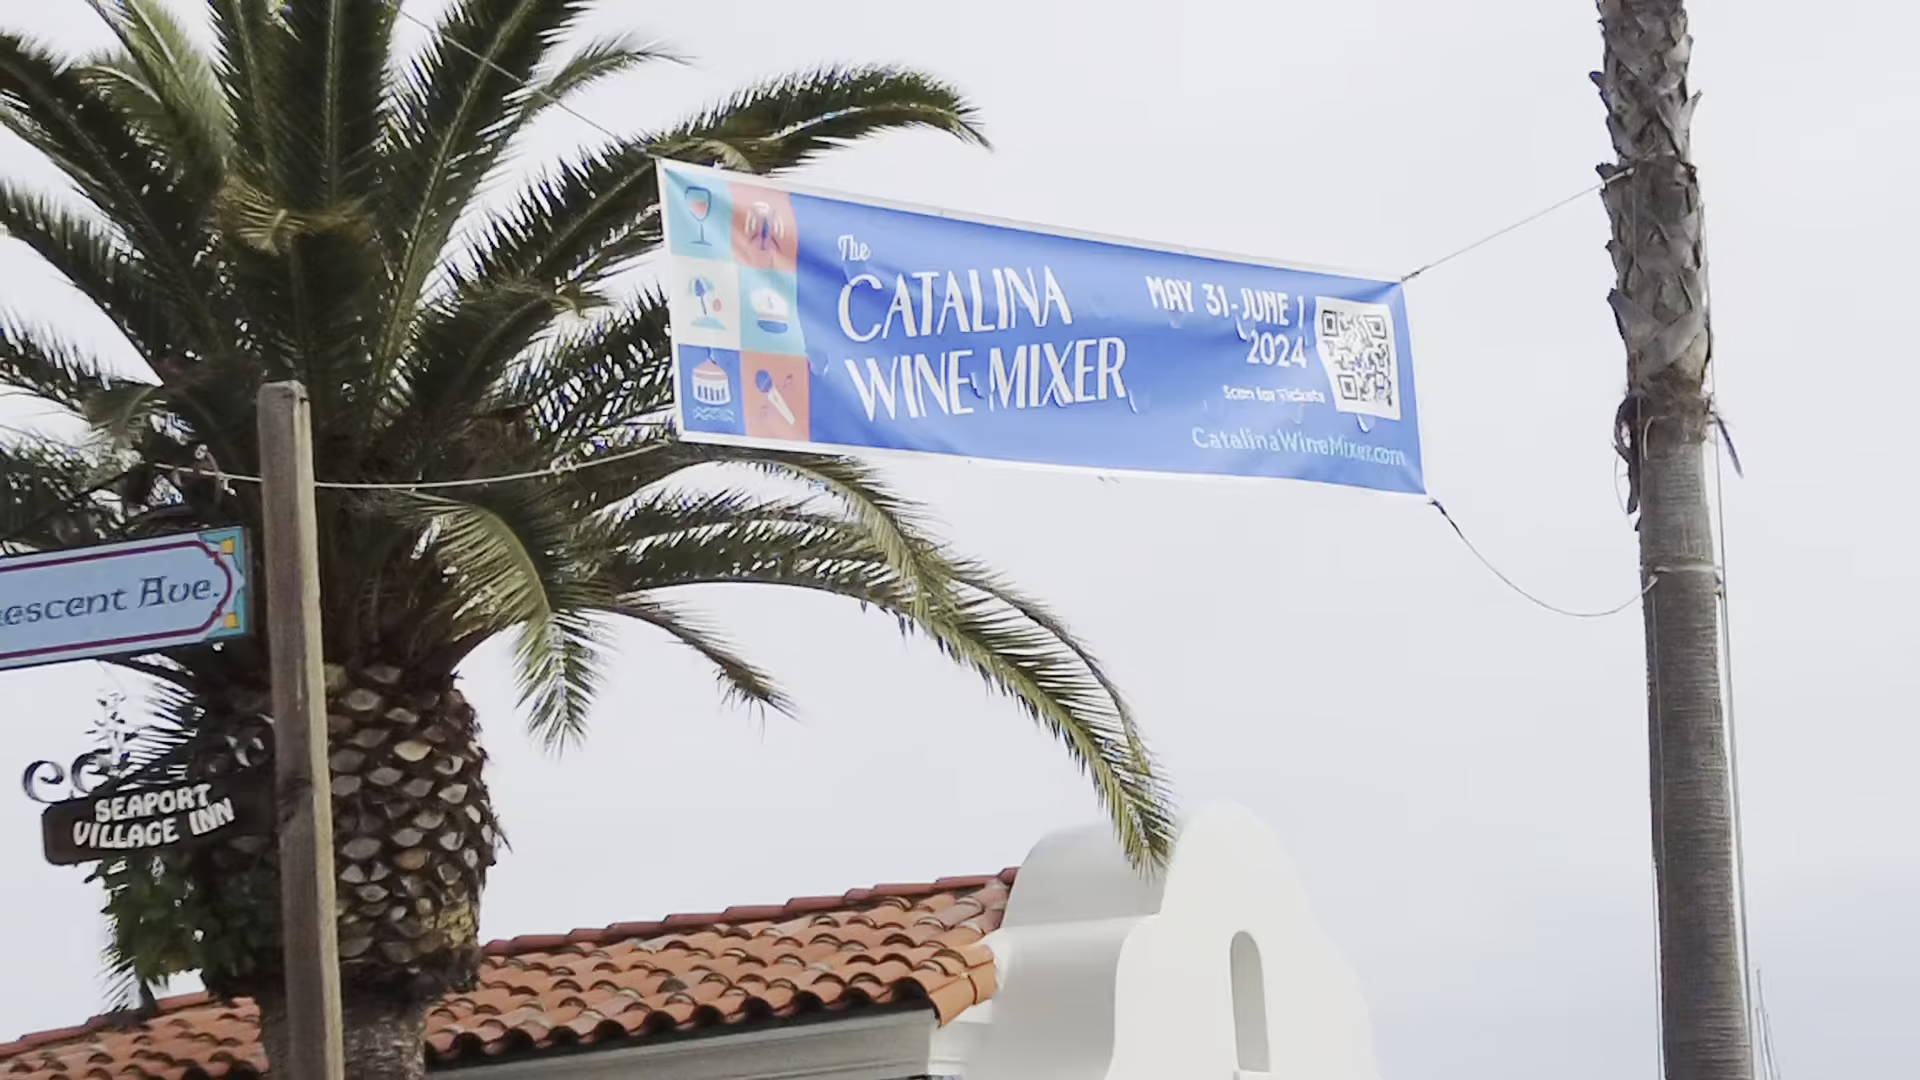 The
CATALINA
WINE MIXER
MAY 31-JUNE 1
2024
Scan for Tickets
CatalinaWineMixer.com
escent Ave.
SEAPORT
VILLAGE INN